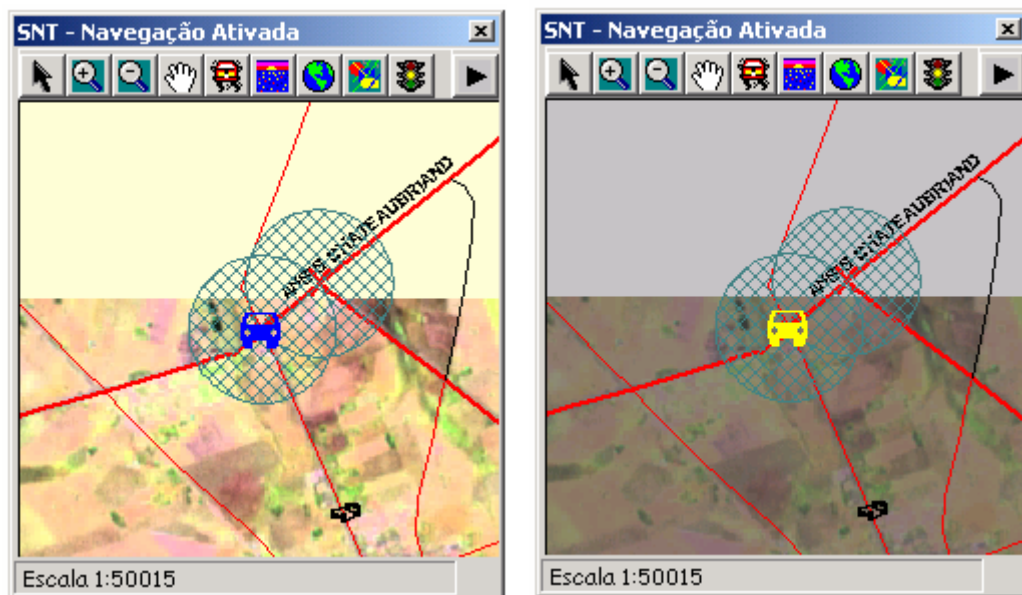 SNT - Navegação Ativada
ASSIS CHATEAUBRIAND
Escala 1:50015
SNT - Navegação Ativada
ASSIS CHATEAUBRIAND
Escala 1:50015